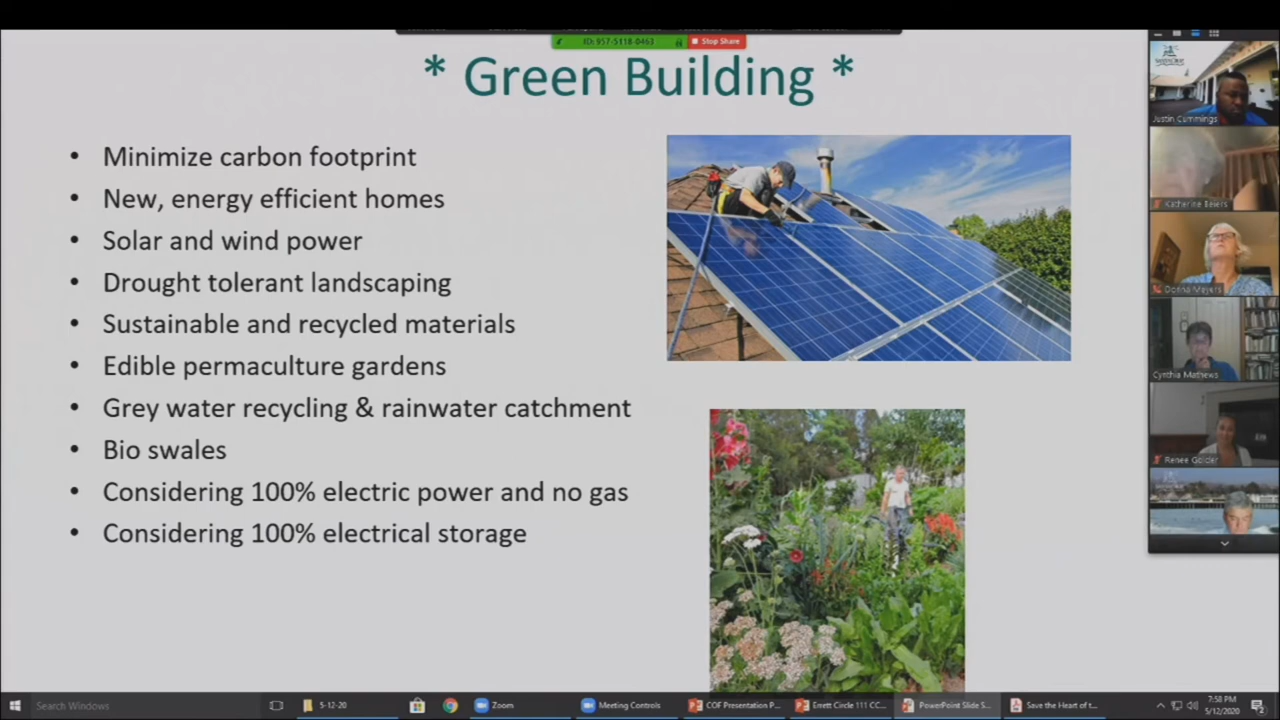 ID: 957-5118-0463
Stop Share
* Green Building *
• Minimize carbon footprint
• New, energy efficient homes
• Solar and wind power
• Drought tolerant landscaping
• Sustainable and recycled materials
• Edible permaculture gardens
• Grey water recycling & rainwater catchment
• Bio swales
• Considering 100% electric power and no gas
• Considering 100% electrical storage
Justin Cummings
Katherine Beiers
Donna Meyers
Cynthia Mathews
Renee Golder
Search Windows
5-12-20
Zoom
Meeting Controls
COF Presentation P...
Errett Circle 111 CC...
PowerPoint Slide S...
Save the Heart of t...
7:58 PM
5/12/2020